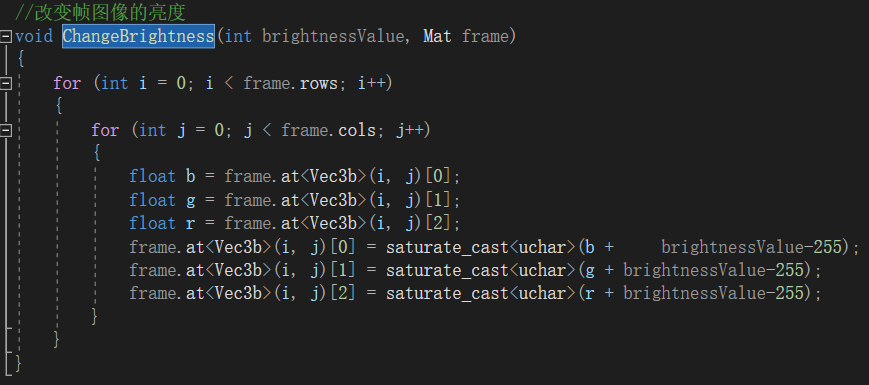 //改变帧图像的亮度
void ChangeBrightness(int brightnessValue, Mat frame)
{
    for (int i = 0; i < frame.rows; i++)
    {
        for (int j = 0; j < frame.cols; j++)
        {
            float b = frame.at<Vec3b>(i, j)[0];
            float g = frame.at<Vec3b>(i, j)[1];
            float r = frame.at<Vec3b>(i, j)[2];
            frame.at<Vec3b>(i, j)[0] = saturate_cast<uchar>(b +    brightnessValue-255);
            frame.at<Vec3b>(i, j)[1] = saturate_cast<uchar>(g + brightnessValue-255);
            frame.at<Vec3b>(i, j)[2] = saturate_cast<uchar>(r + brightnessValue-255);
        }
    }
}